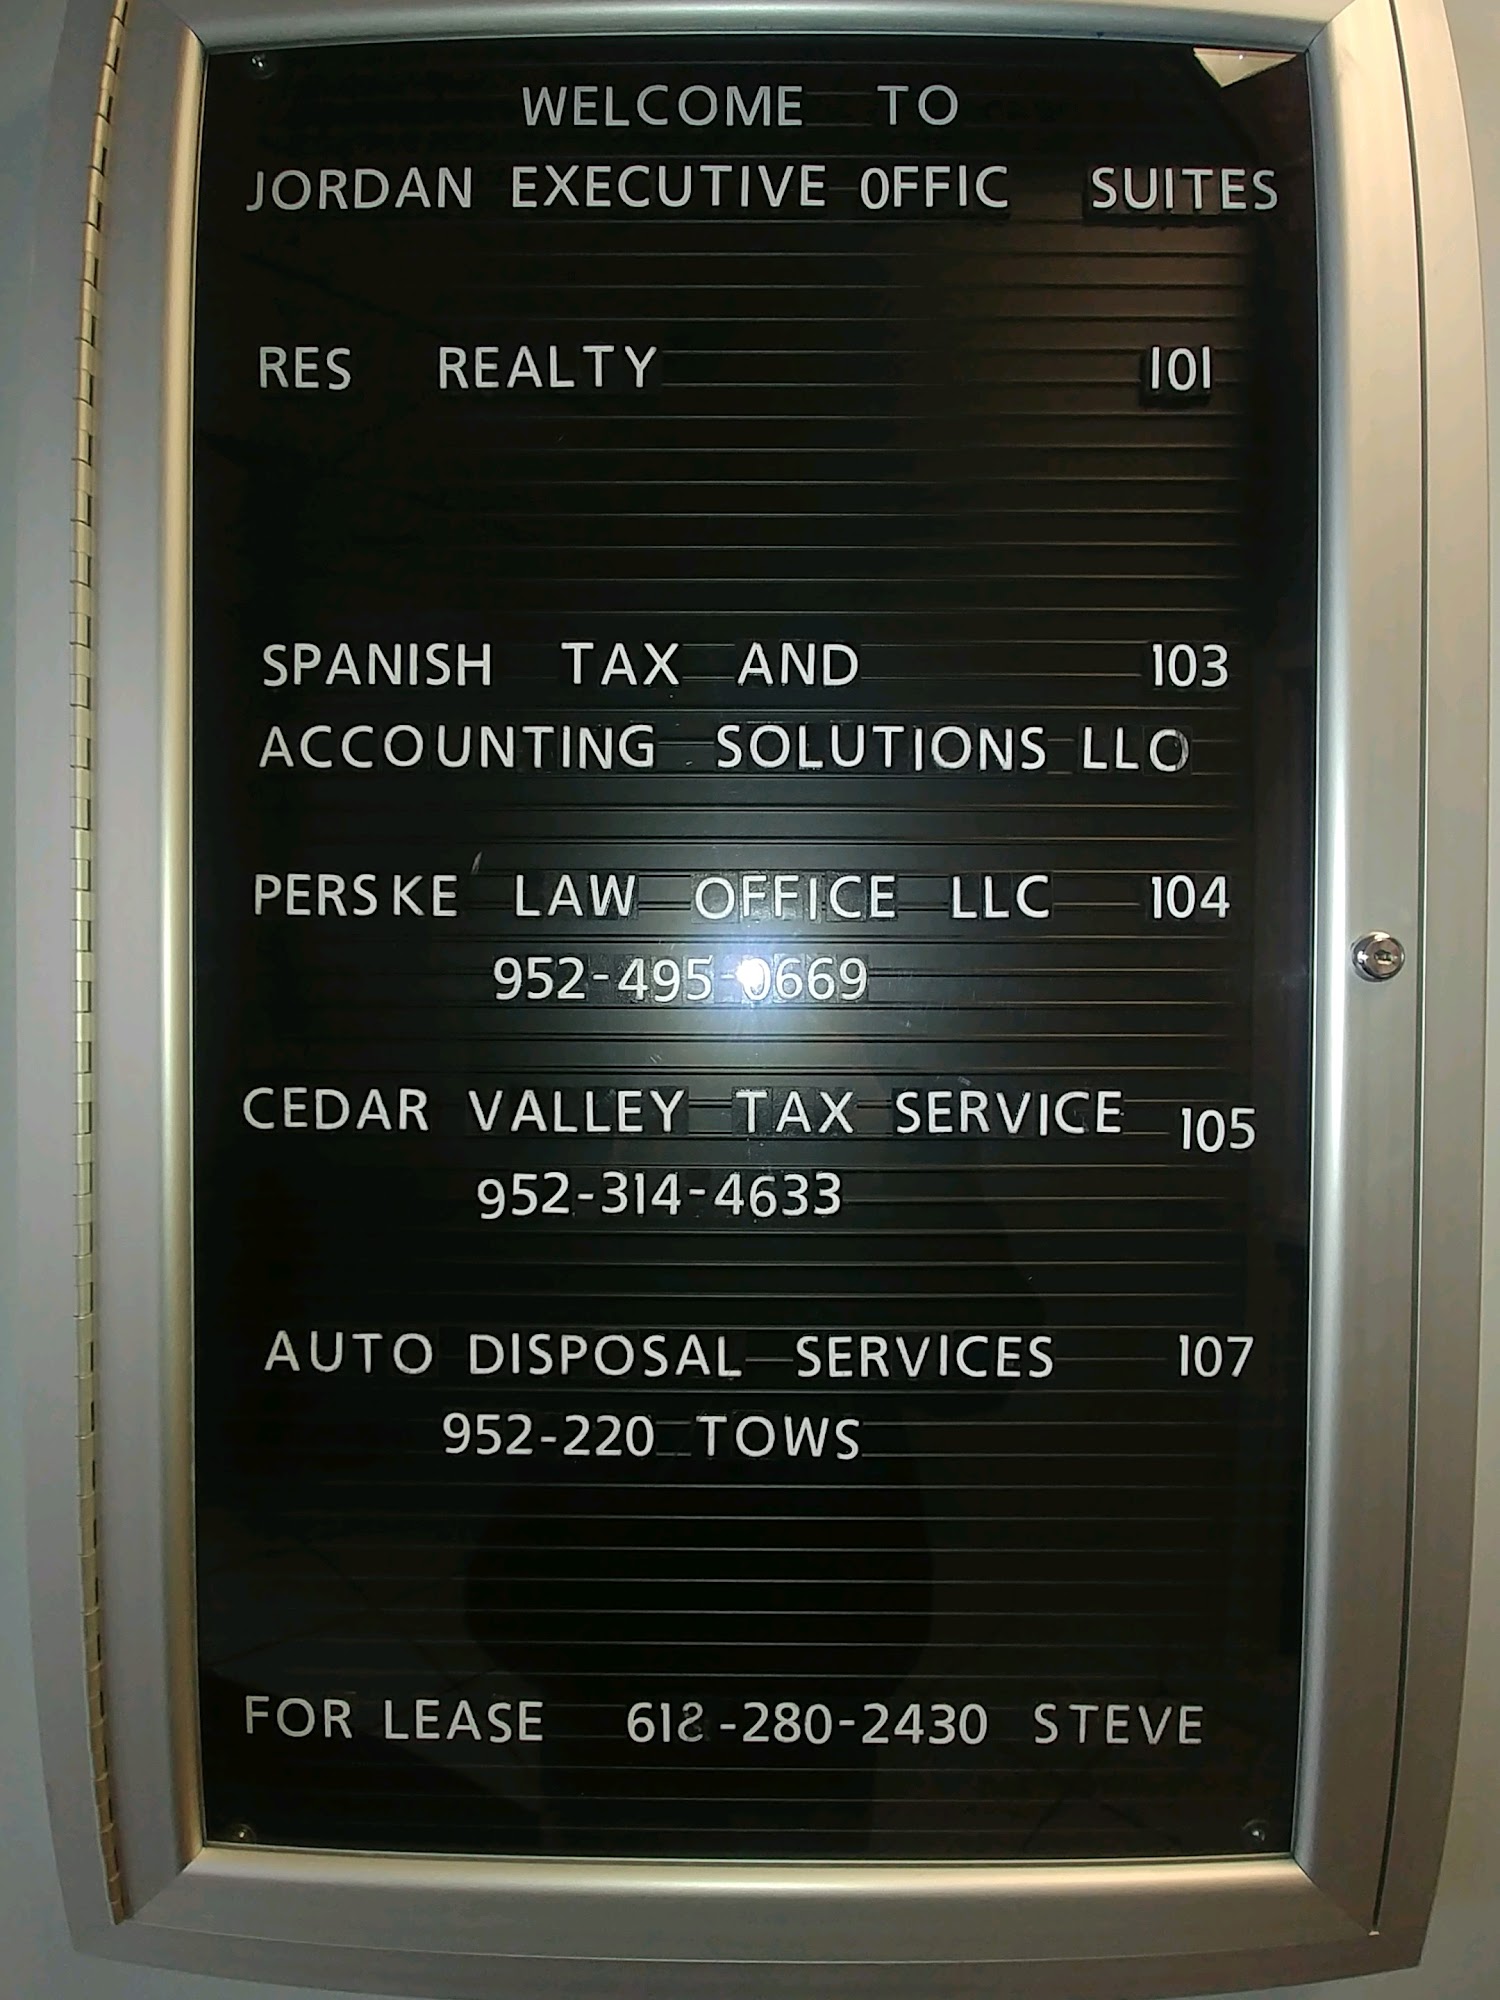 WELCOME TO
JORDAN EXECUTIVE 0FFIC SUITES
RES REALTY 101
SPANISH TAX AND 103
ACCOUNTING SOLUTIONS LLO
PERSKE LAW OFFICE LLC 104
952-495-0669
CEDAR VALLEY TAX SERVICE 105
952-314-4633
AUTO DISPOSAL SERVICES 107
952-220 TOWS
FOR LEASE 612-280-2430 STEVE